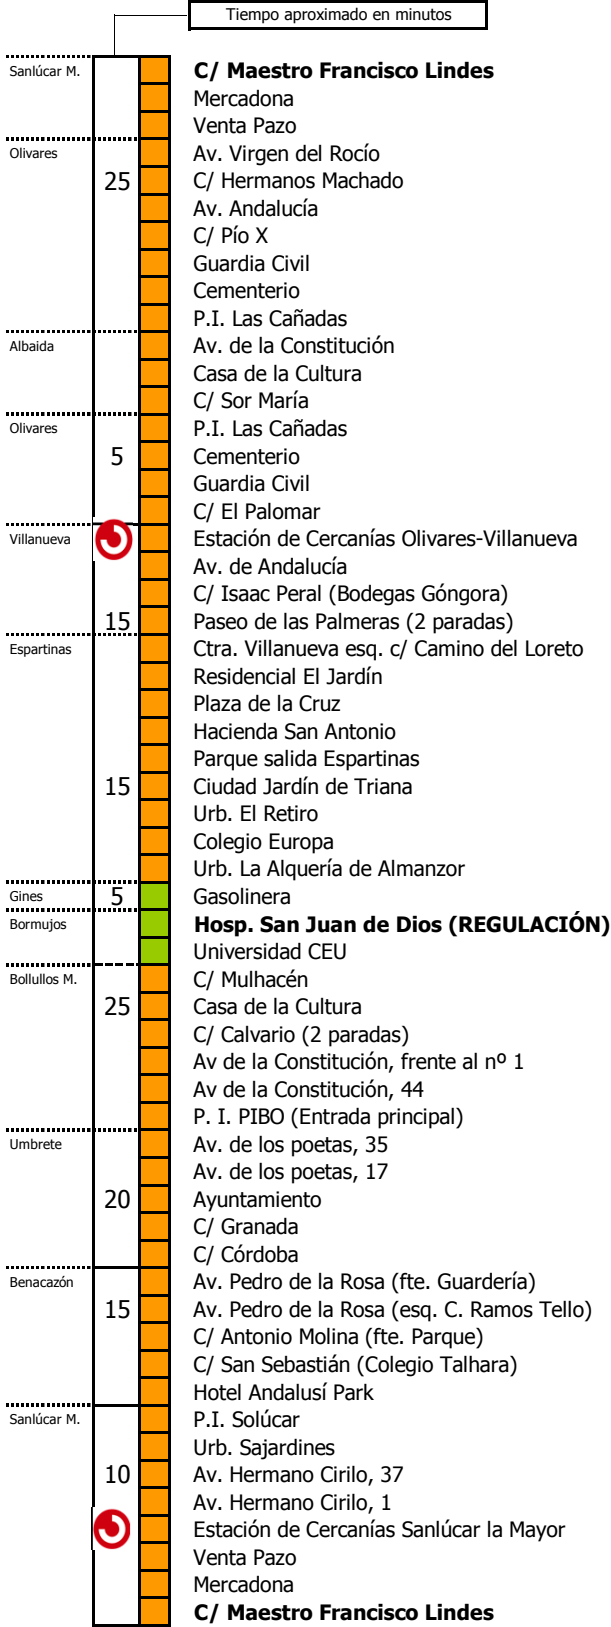 Tiempo aproximado en minutos
Sanlúcar M. C/ Maestro Francisco Lindes
Mercadona
Venta Pazo
Olivares Av. Virgen del Rocío
25 C/ Hermanos Machado
Av. Andalucía
C/ Pío X
Guardia Civil
Cementerio
P.I. Las Cañadas
Albaida Av. de la Constitución
Casa de la Cultura
C/ Sor María
Olivares P.I. Las Cañadas
5 Cementerio
Guardia Civil
C/ El Palomar
Villanueva Estación de Cercanías Olivares-Villanueva
Av. de Andalucía
C/ Isaac Peral (Bodegas Góngora)
15 Paseo de las Palmeras (2 paradas)
Espartinas Ctra. Villanueva esq. c/ Camino del Loreto
Residencial El Jardín
Plaza de la Cruz
Hacienda San Antonio
Parque salida Espartinas
15 Ciudad Jardín de Triana
Urb. El Retiro
Colegio Europa
Urb. La Alquería de Almanzor
Gines 5 Gasolinera
Bormujos Hosp. San Juan de Dios (REGULACIÓN)
Universidad CEU
Bollullos M. C/ Mulhacén
25 Casa de la Cultura
C/ Calvario (2 paradas)
Av de la Constitución, frente al nº 1
Av de la Constitución, 44
P. I. PIBO (Entrada principal)
Umbrete Av. de los poetas, 35
Av. de los poetas, 17
20 Ayuntamiento
C/ Granada
C/ Córdoba
Benacazón Av. Pedro de la Rosa (fte. Guardería)
15 Av. Pedro de la Rosa (esq. C. Ramos Tello)
C/ Antonio Molina (fte. Parque)
C/ San Sebastián (Colegio Talhara)
Hotel Andalusí Park
Sanlúcar M. P.I. Solúcar
Urb. Sajardines
10 Av. Hermano Cirilo, 37
Av. Hermano Cirilo, 1
Estación de Cercanías Sanlúcar la Mayor
Venta Pazo
Mercadona
C/ Maestro Francisco Lindes